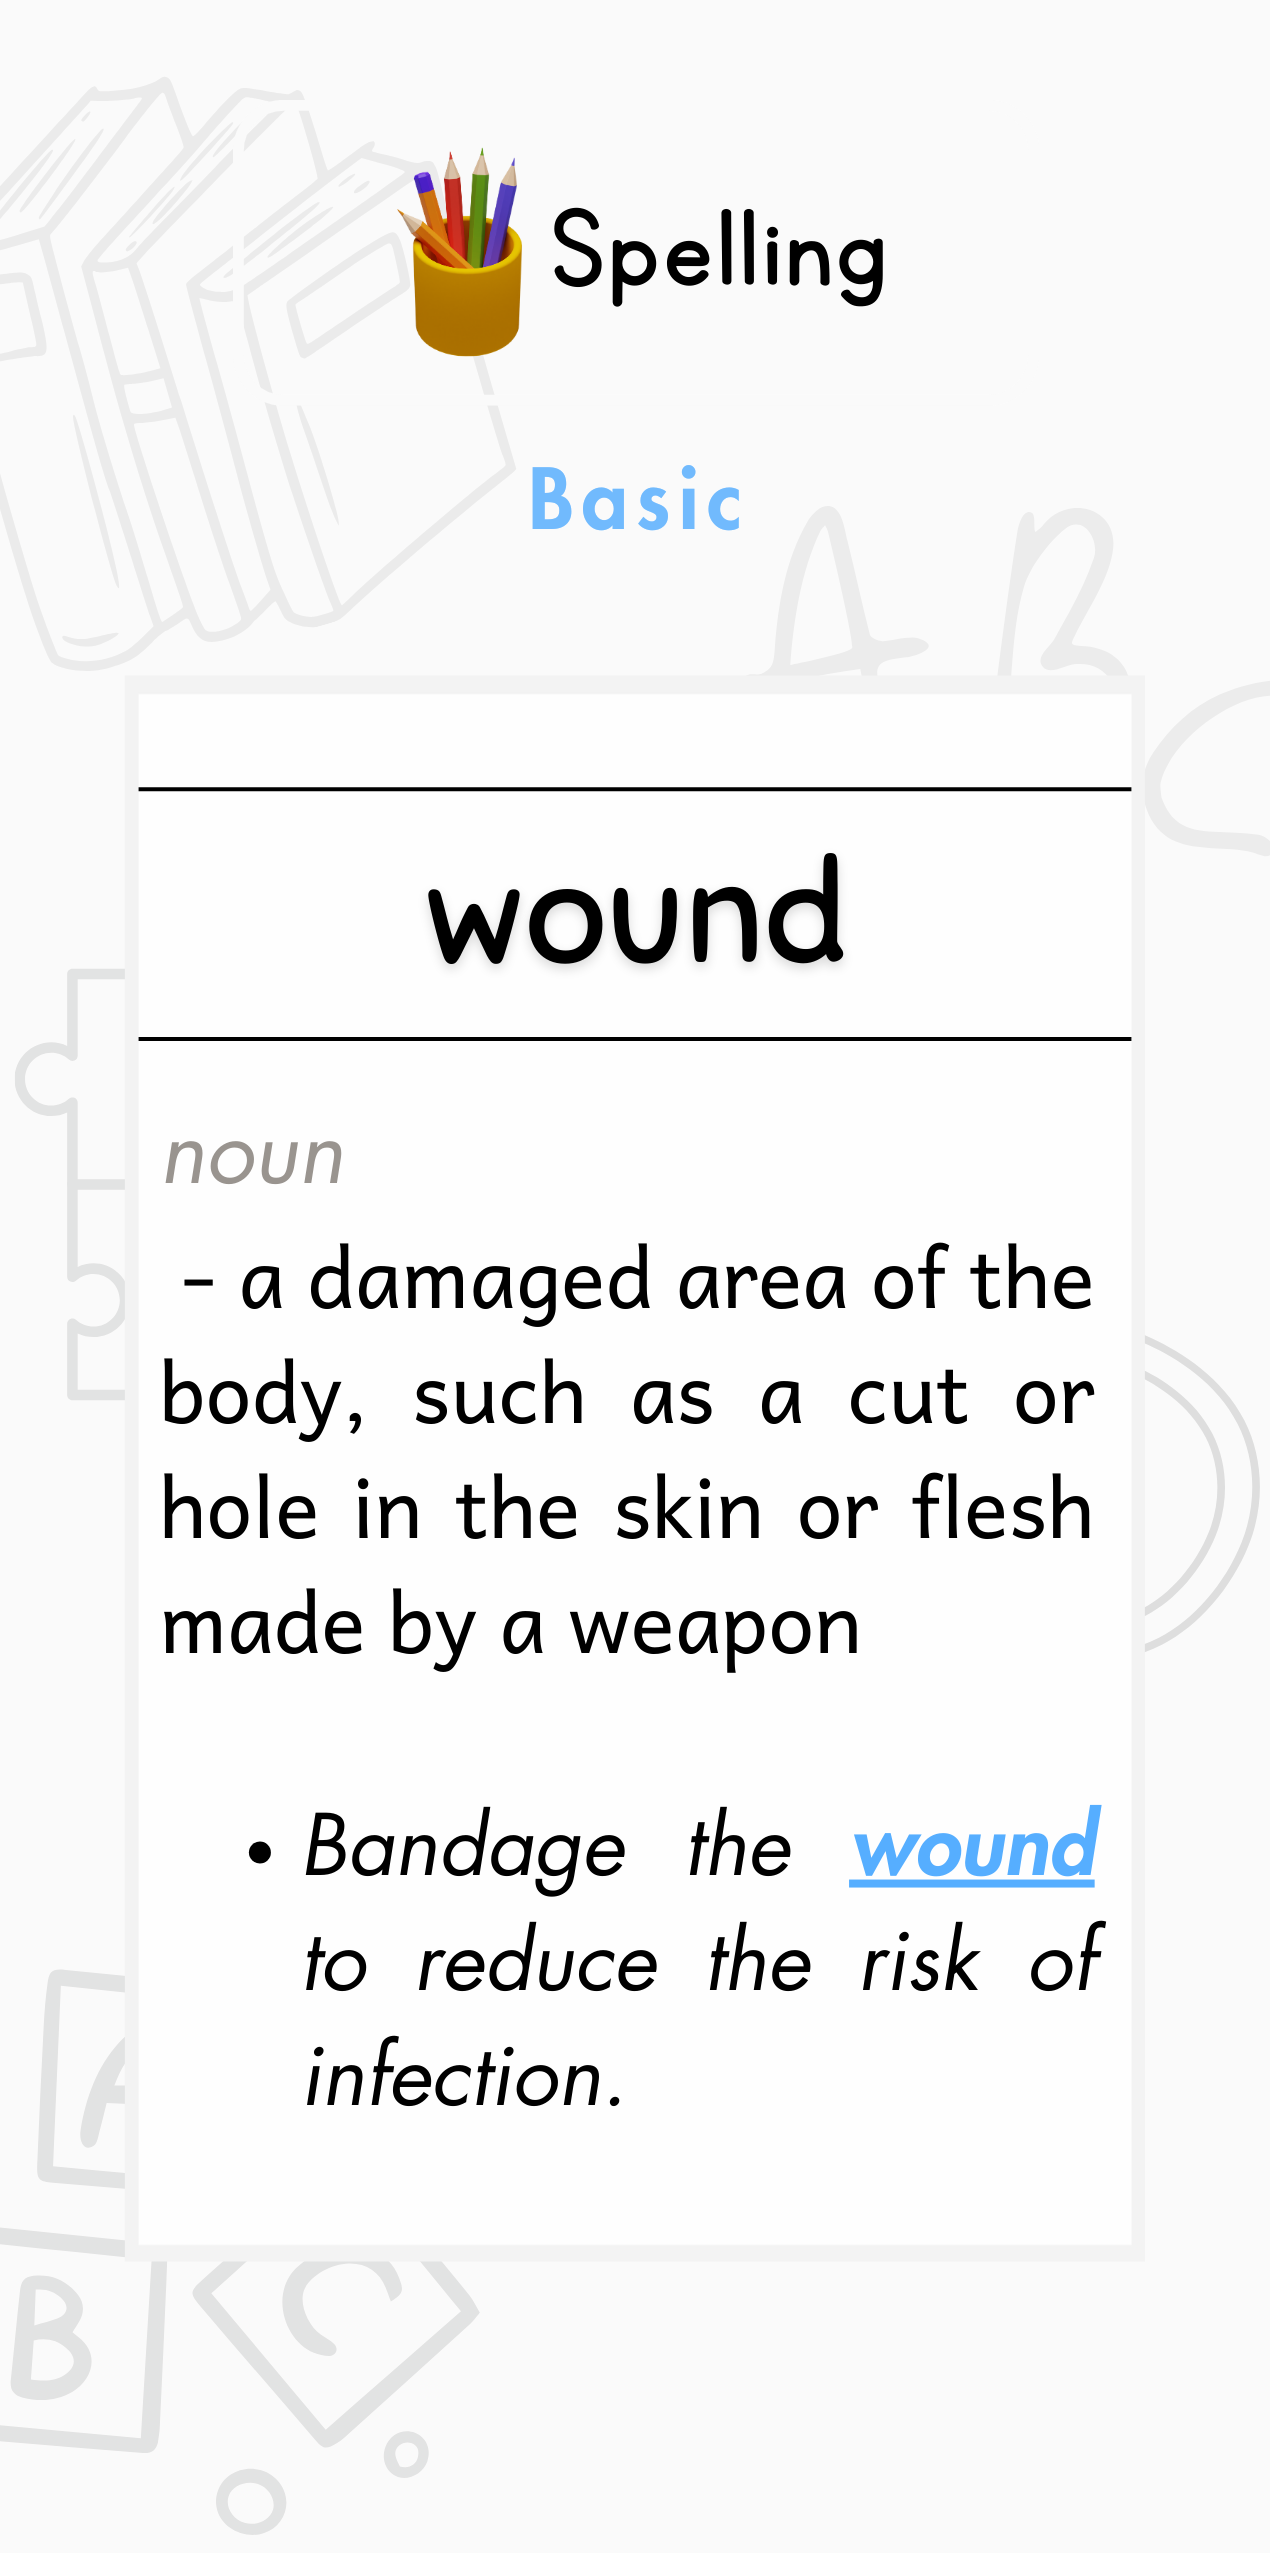 Spelling
Basic
wound
noun
- a damaged area of the
body, such as a cut or
hole in the skin or flesh
made by a weapon
• Bandage the wound
to reduce the risk of
infection.
A B C
A
B
C